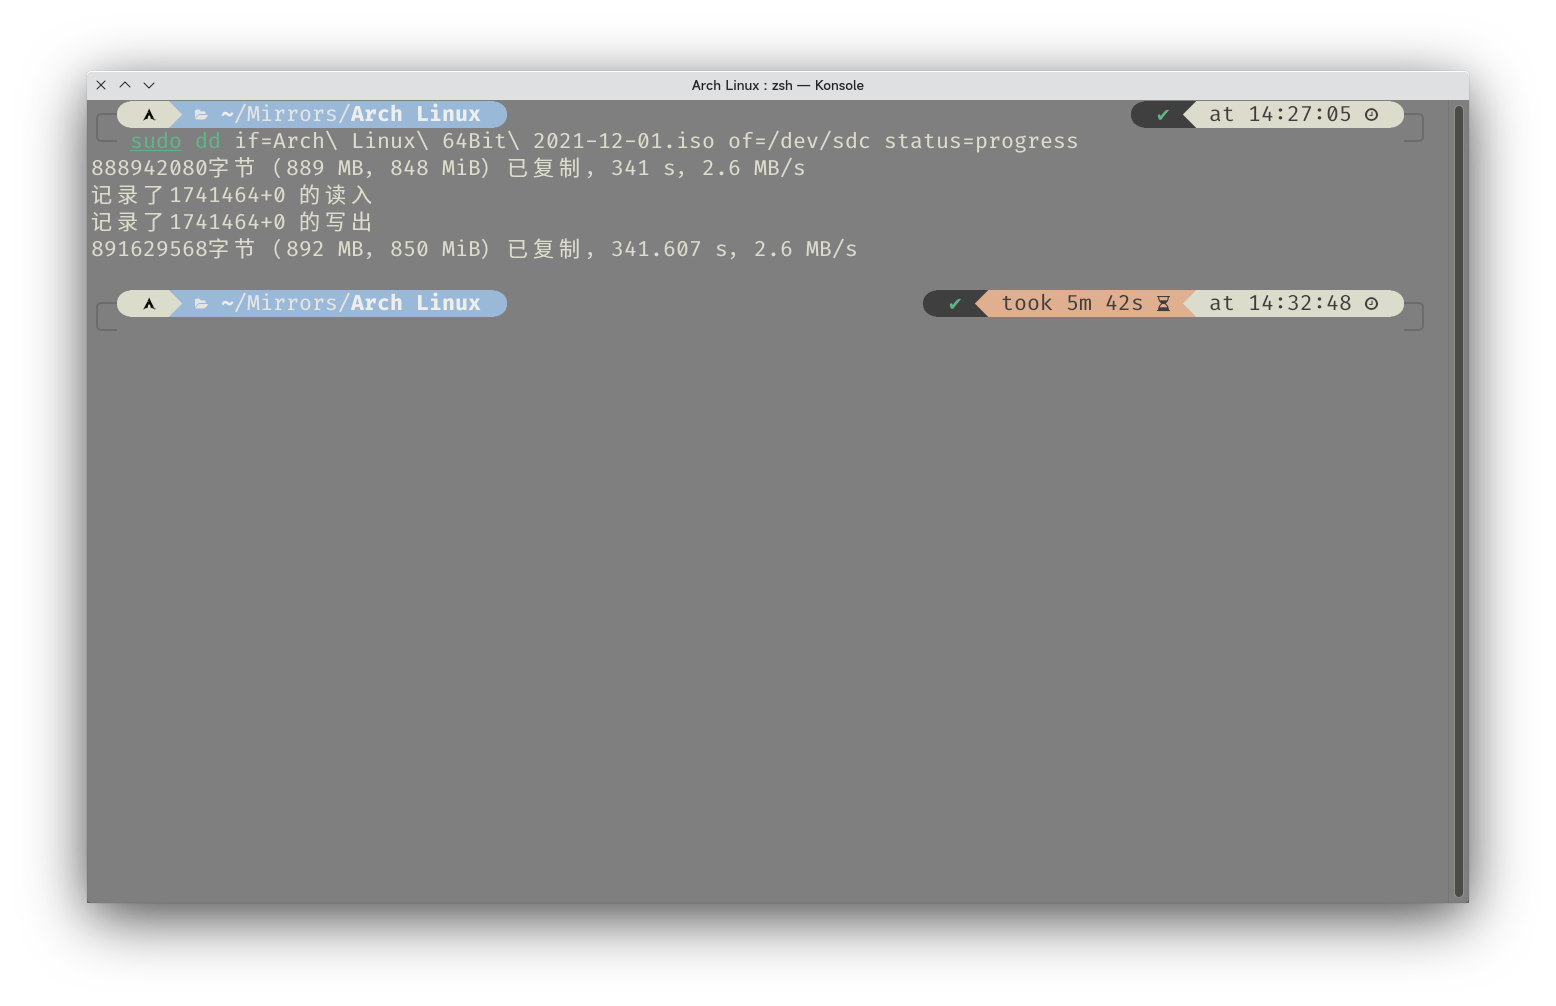 Arch Linux : zsh — Konsole
~/Mirrors/Arch Linux ✔ at 14:27:05
sudo dd if=Arch\ Linux\ 64Bit\ 2021-12-01.iso of=/dev/sdc status=progress
888942080字节（889 MB, 848 MiB）已复制, 341 s, 2.6 MB/s
记录了1741464+0 的读入
记录了1741464+0 的写出
891629568字节（892 MB, 850 MiB）已复制, 341.607 s, 2.6 MB/s
~/Mirrors/Arch Linux ✔ took 5m 42s at 14:32:48